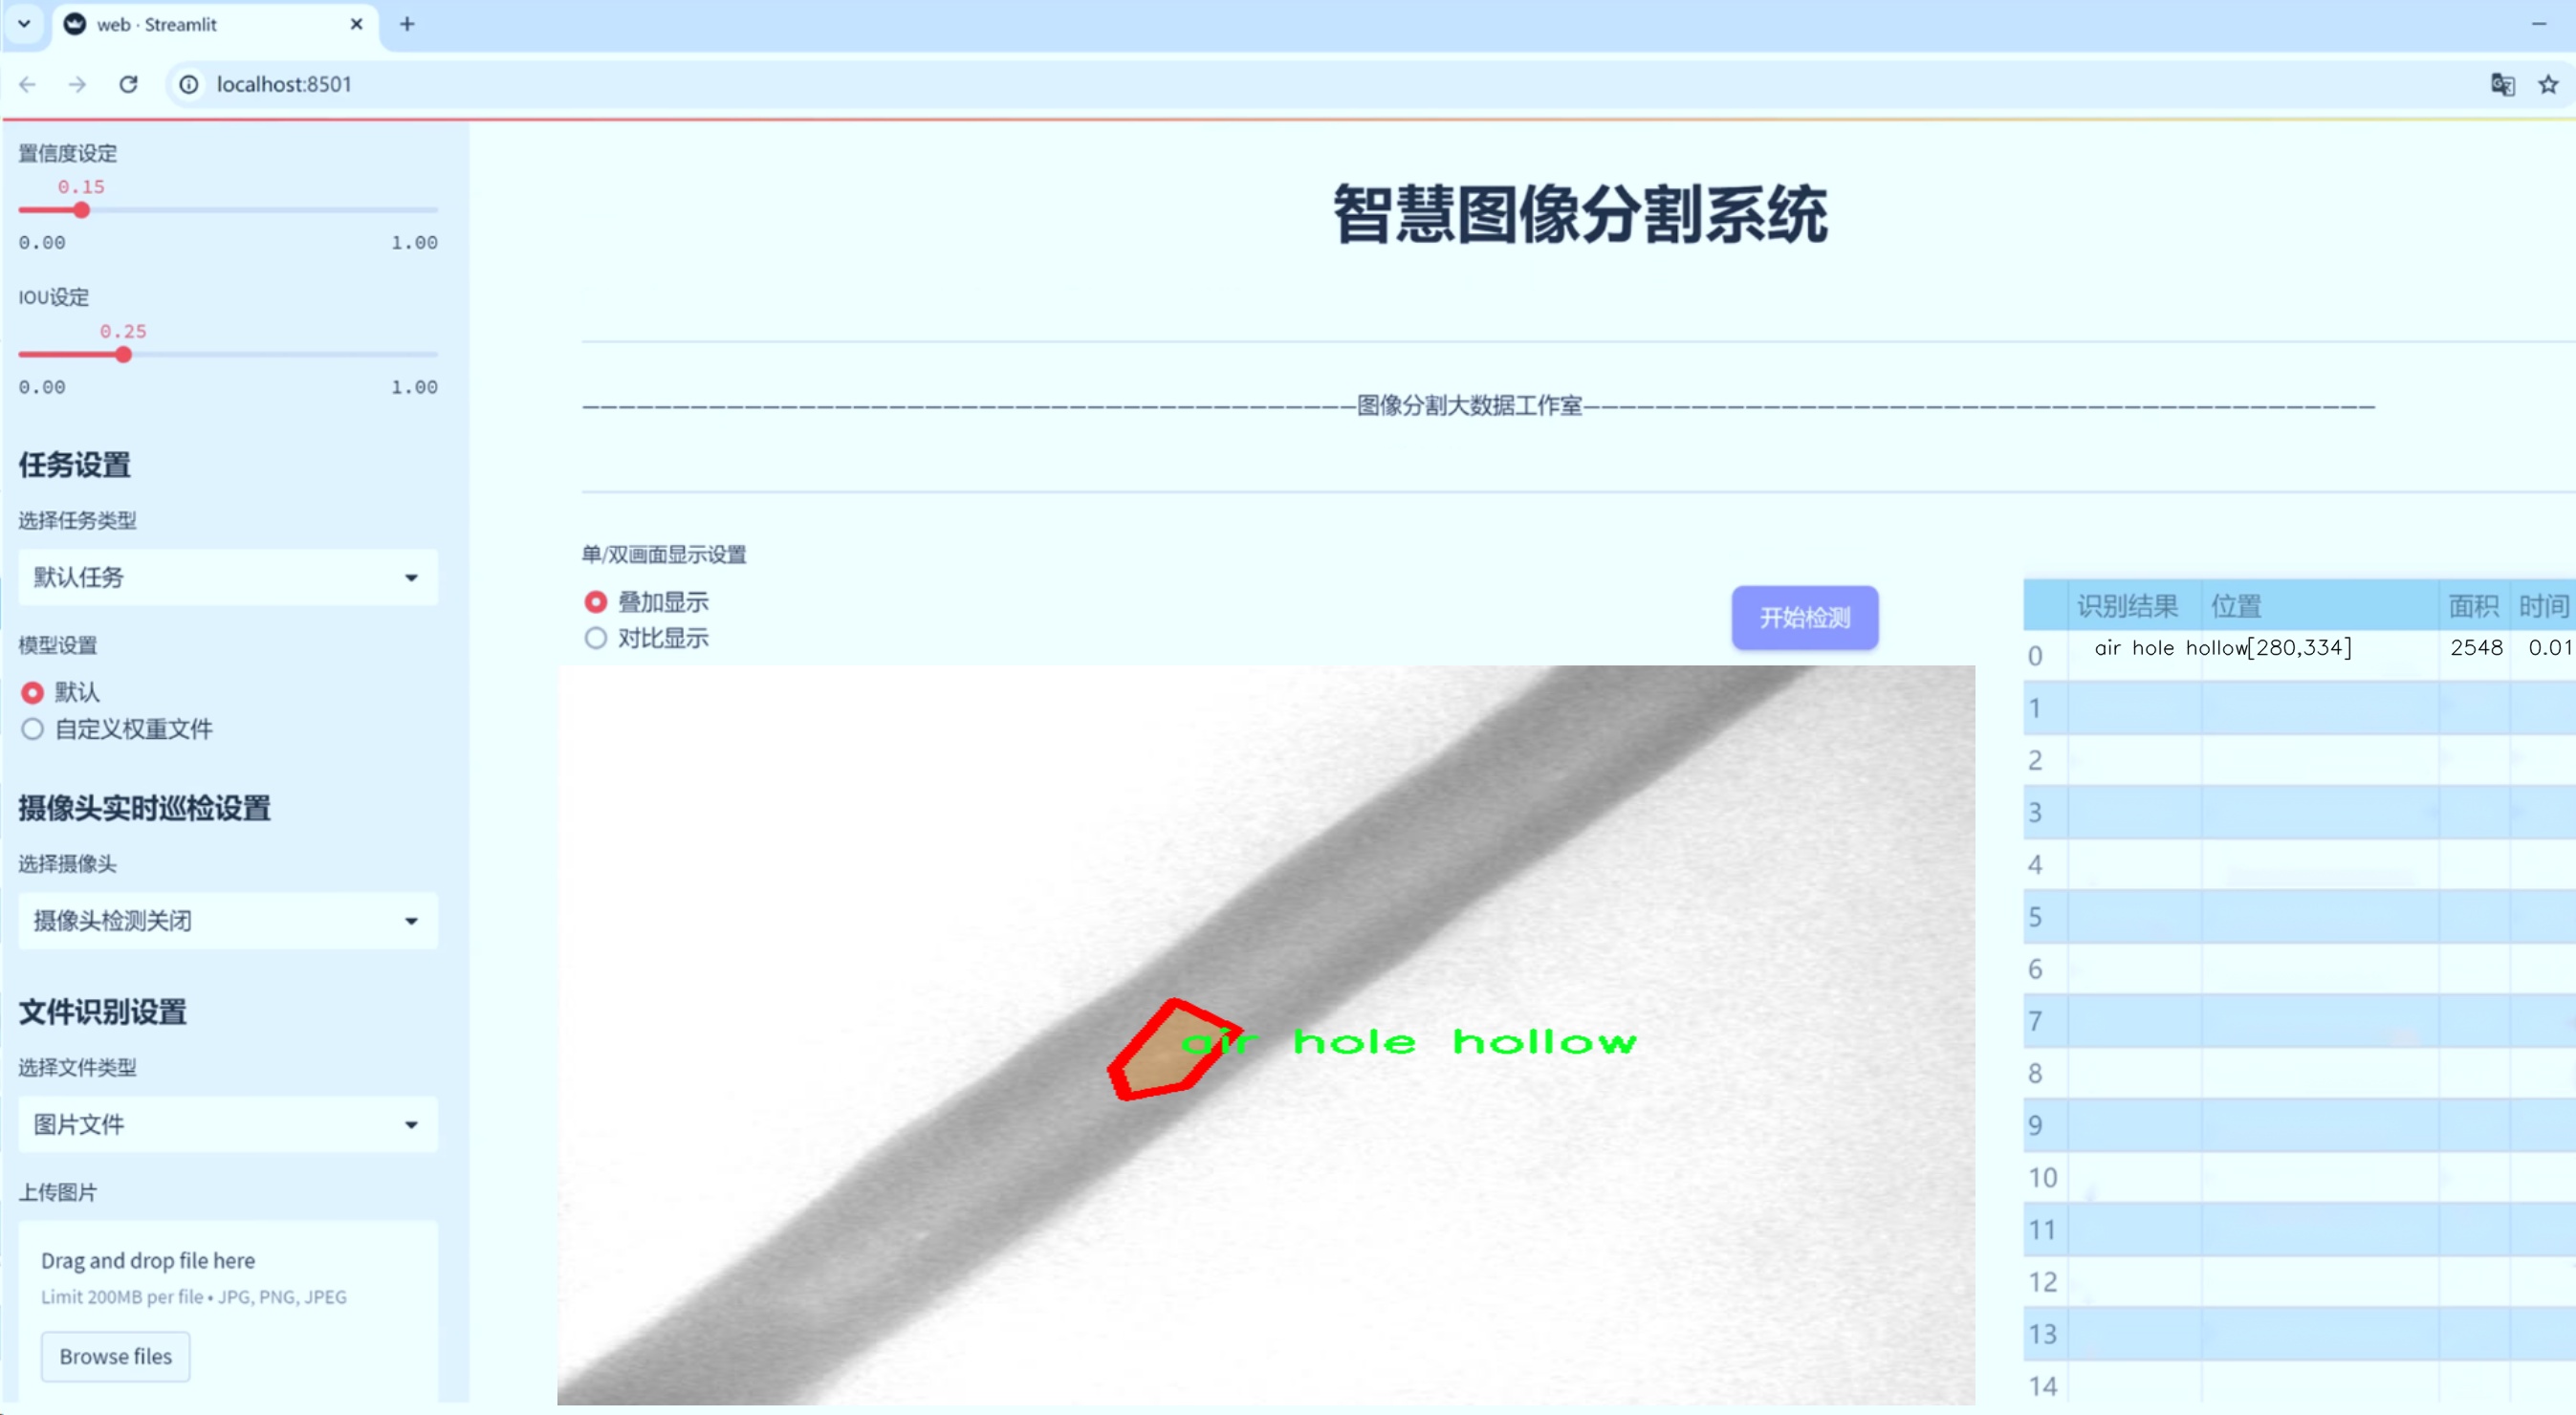 web · Streamlit
localhost:8501
置信度设定
0.15
0.00 1.00
IOU设定
0.25
0.00 1.00
任务设置
选择任务类型
默认任务
模型设置
默认
自定义权重文件
摄像头实时巡检设置
选择摄像头
摄像头检测关闭
文件识别设置
选择文件类型
图片文件
上传图片
Drag and drop file here
Limit 200MB per file • JPG, PNG, JPEG
Browse files
智慧图像分割系统
———————————————————————————————————————————图像分割大数据工作室————————————————————————————————————————————
单/双画面显示设置
叠加显示
对比显示
开始检测
air hole hollow
识别结果 位置 面积 时间
0 air hole hollow[280,334] 2548 0.01
1
2
3
4
5
6
7
8
9
10
11
12
13
14